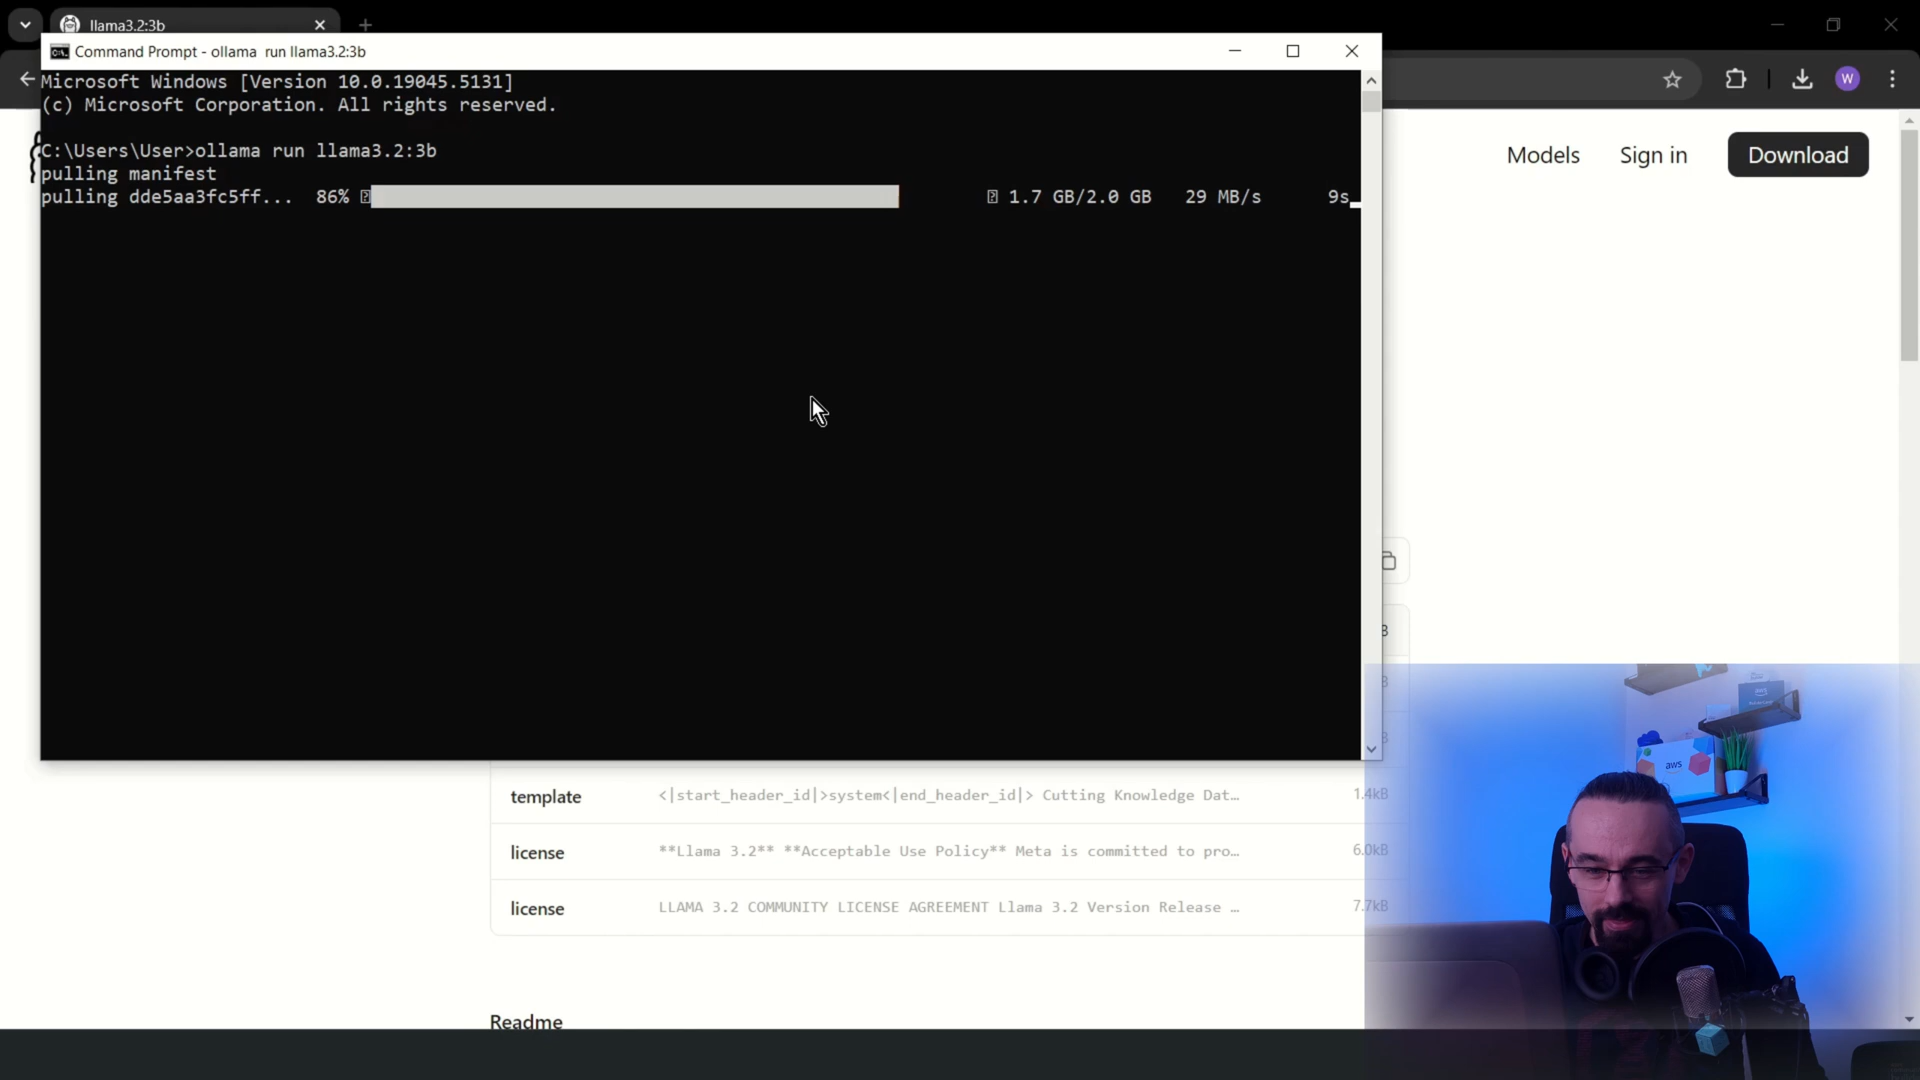 llama3.2:3b
Command Prompt - ollama  run llama3.2:3b
Microsoft Windows [Version 10.0.19045.5131]
(c) Microsoft Corporation. All rights reserved.
C:\Users\User>ollama run llama3.2:3b
pulling manifest
pulling dde5aa3fc5ff...  86% 1.7 GB/2.0 GB   29 MB/s      9s
W
Models
Sign in
Download
B
B
B
template
<|start_header_id|>system<|end_header_id|> Cutting Knowledge Dat…
1.4kB
license
**Llama 3.2** **Acceptable Use Policy** Meta is committed to pro…
6.0kB
license
LLAMA 3.2 COMMUNITY LICENSE AGREEMENT Llama 3.2 Version Release …
7.7kB
Readme
aws
aws